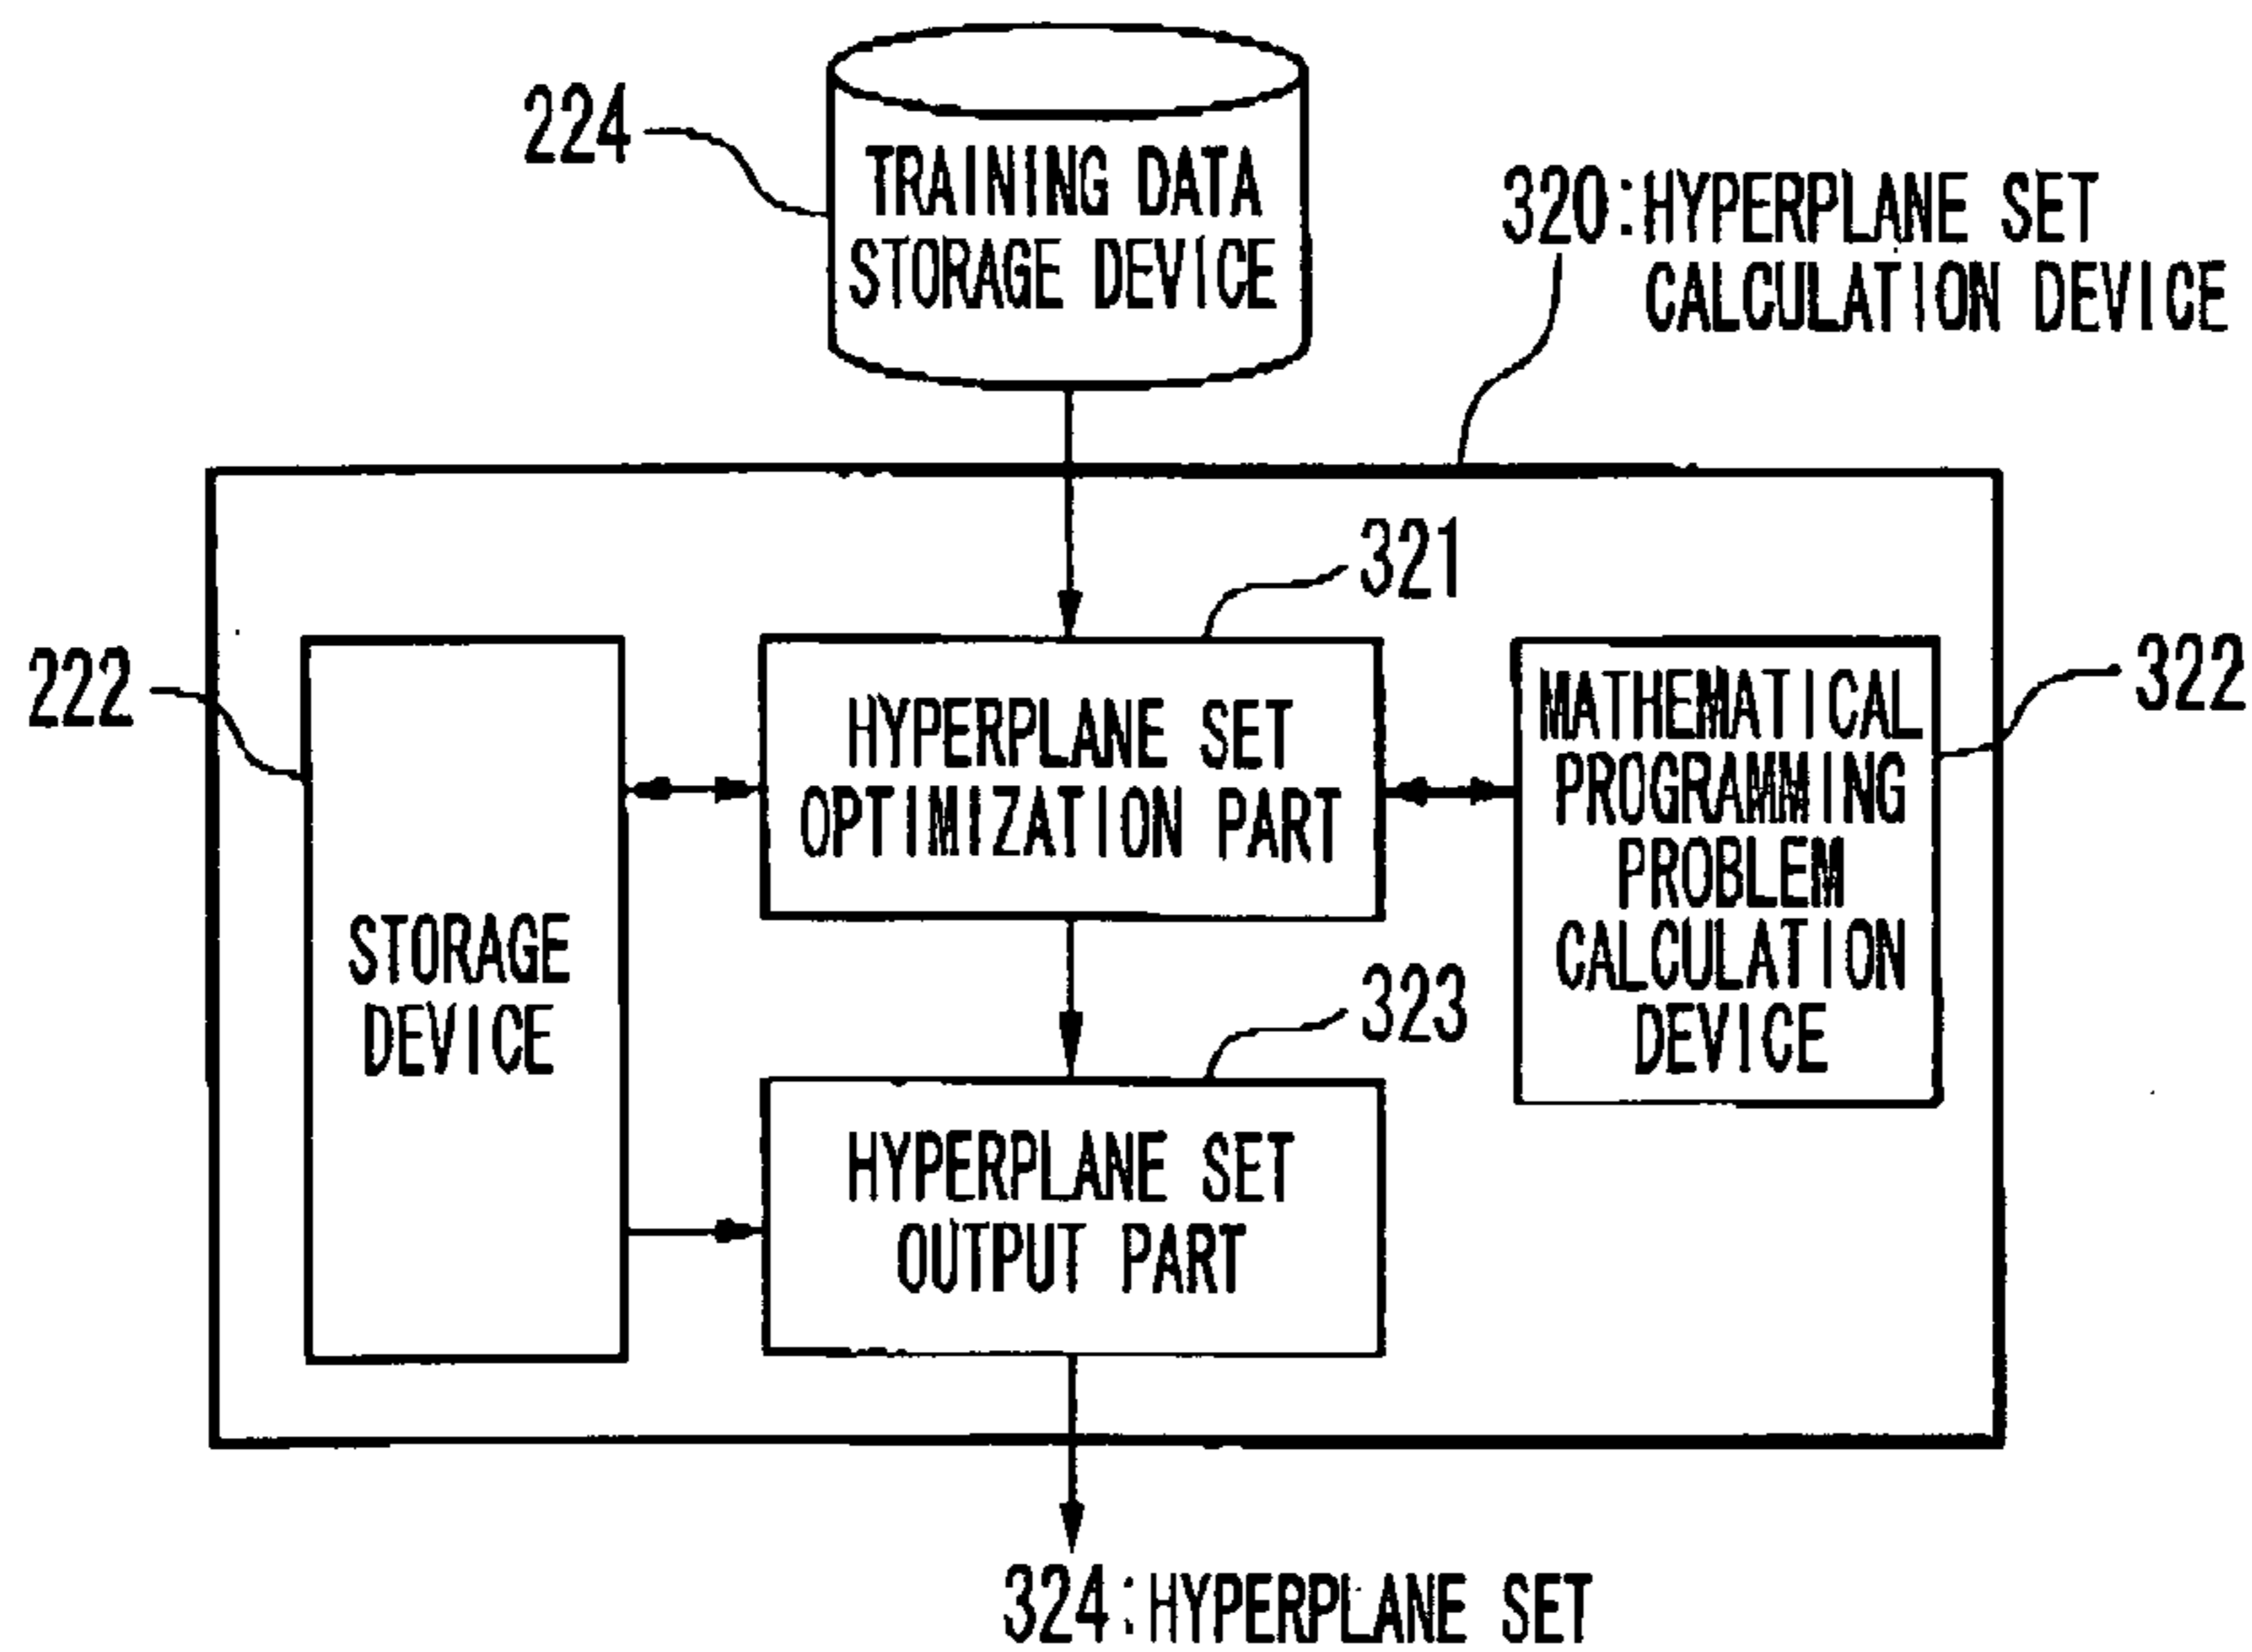 224
TRAINING DATA
STORAGE DEVICE
320:HYPERPLANE SET
CALCULATION DEVICE
321
222
322
HYPERPLANE SET
OPTIMIZATION PART
MATHEMATICAL
PROGRAMMING
PROBLEM
CALCULATION
DEVICE
STORAGE
DEVICE
323
HYPERPLANE SET
OUTPUT PART
324:HYPERPLANE SET